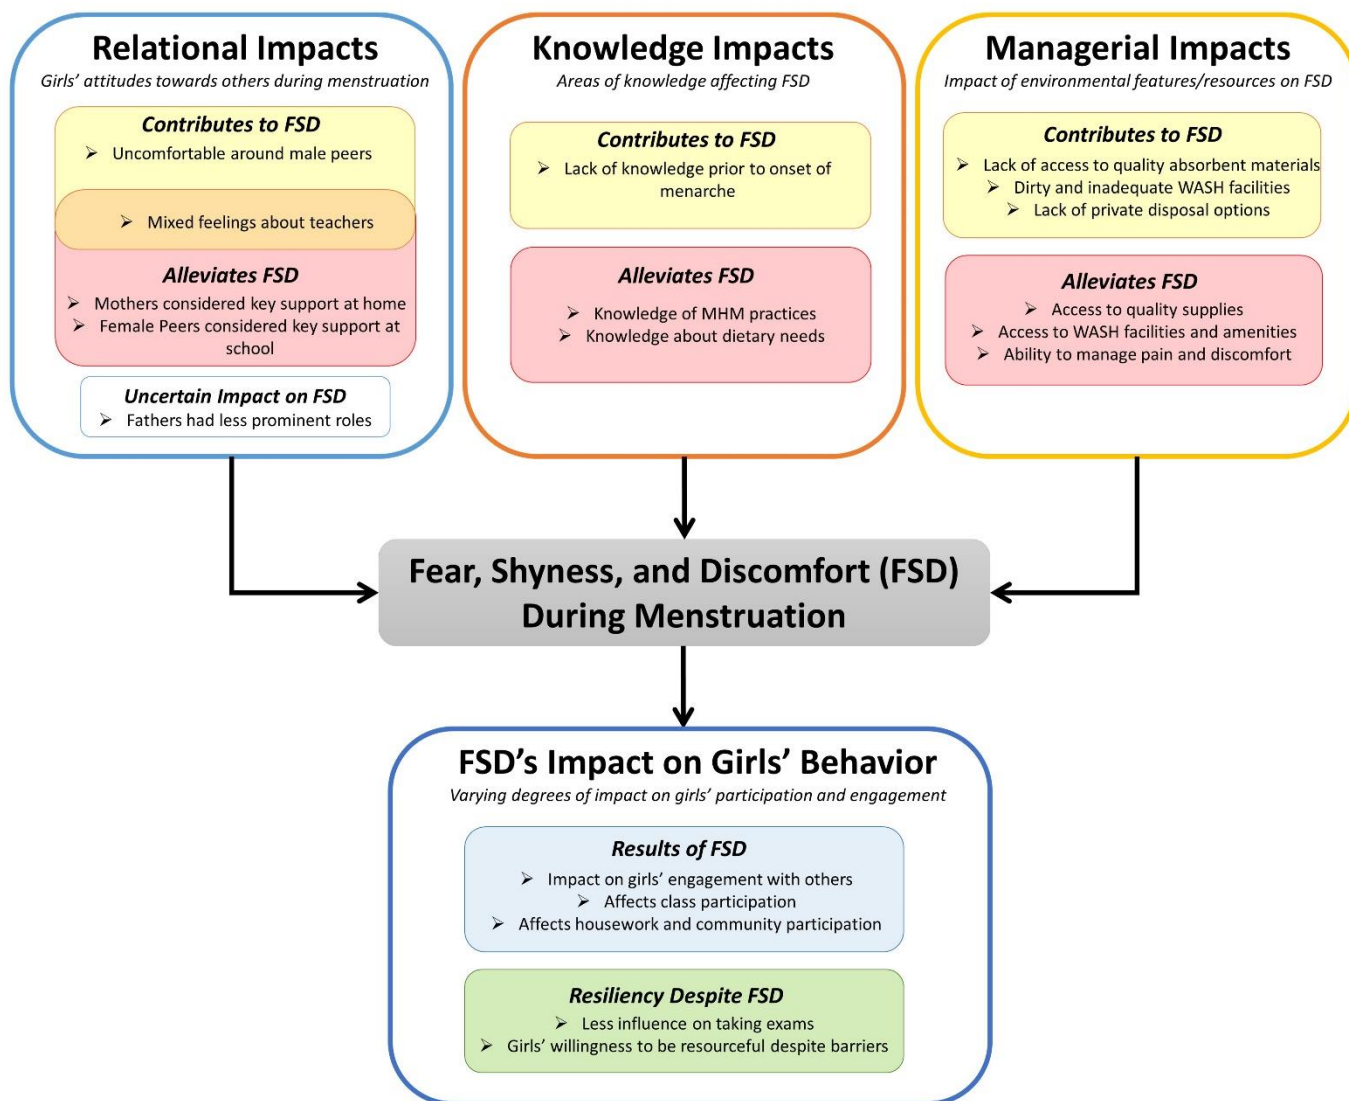 Relational Impacts
Girls' attitudes towards others during menstruation
Contributes to FSD
➢ Uncomfortable around male peers
➢ Mixed feelings about teachers
Alleviates FSD
➢ Mothers considered key support at home
➢ Female Peers considered key support at
school
Uncertain Impact on FSD
➢ Fathers had less prominent roles
Knowledge Impacts
Areas of knowledge affecting FSD
Contributes to FSD
➢ Lack of knowledge prior to onset of
menarche
Alleviates FSD
➢ Knowledge of MHM practices
➢ Knowledge about dietary needs
Managerial Impacts
Impact of environmental features/resources on FSD
Contributes to FSD
➢ Lack of access to quality absorbent materials
➢ Dirty and inadequate WASH facilities
➢ Lack of private disposal options
Alleviates FSD
➢ Access to quality supplies
➢ Access to WASH facilities and amenities
➢ Ability to manage pain and discomfort
Fear, Shyness, and Discomfort (FSD)
During Menstruation
FSD's Impact on Girls' Behavior
Varying degrees of impact on girls' participation and engagement
Results of FSD
➢ Impact on girls' engagement with others
➢ Affects class participation
➢ Affects housework and community participation
Resiliency Despite FSD
➢ Less influence on taking exams
➢ Girls' willingness to be resourceful despite barriers